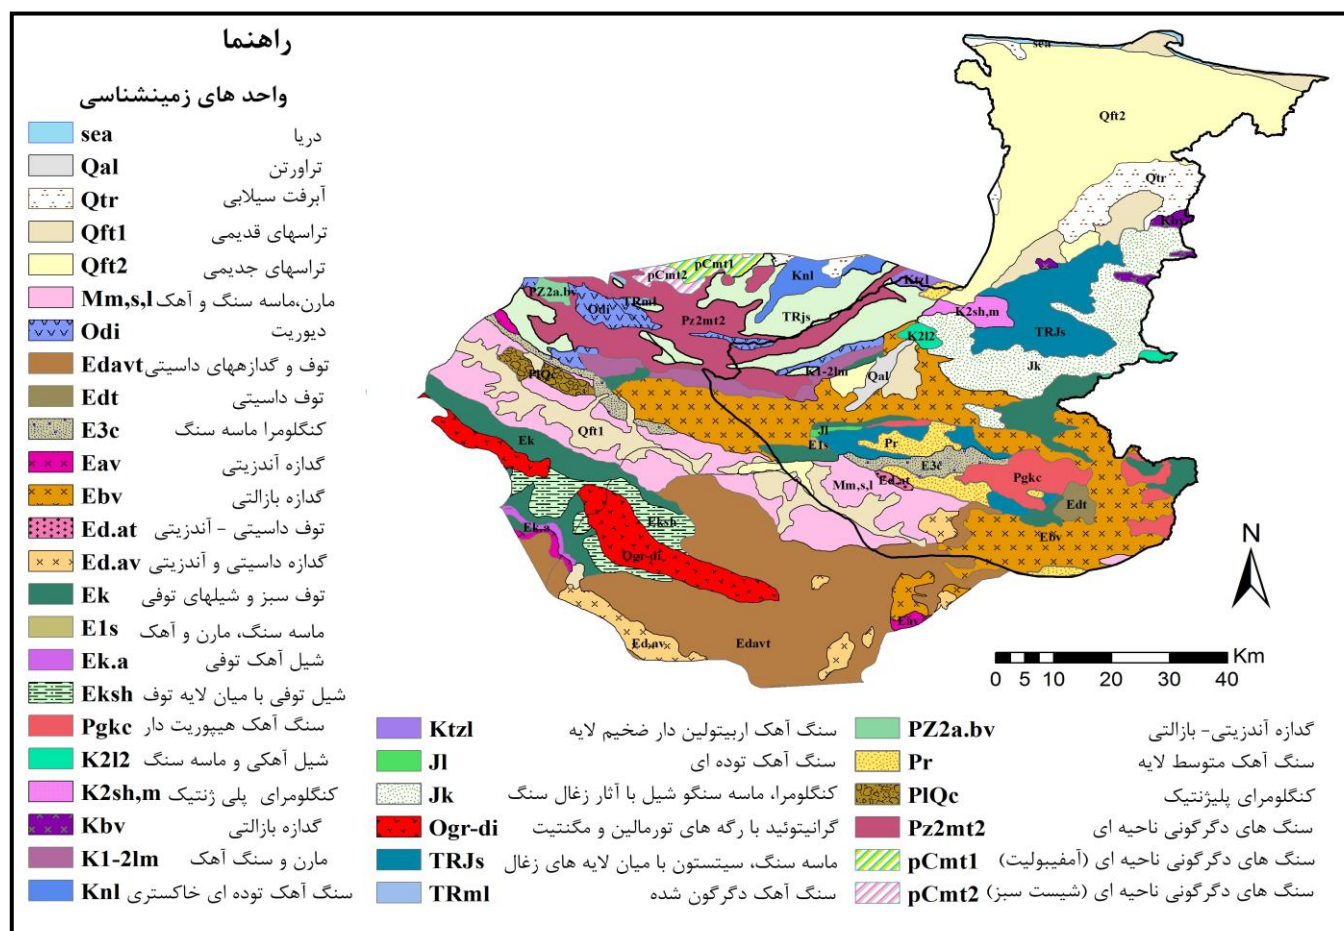 راهنما
واحد های زمینشناسی
sea دریا
Qal تراورتن
Qtr آبرفت سیلابی
Qft1 تراسهای قدیمی
Qft2 تراسهای جدیمی
Mm,s,l مارن،ماسه سنگ و آهک
Odi دیوریت
Edavt توف و گدازههای داسیتی
Edt توف داسیتی
E3c کنگلومرا ماسه سنگ
Eav گدازه آندزیتی
Ebv گدازه بازالتی
Ed.at توف داسیتی - آندزیتی
Ed.av گدازه داسیتی و آندزیتی
Ek توف سبز و شیلهای توفی
E1s ماسه سنگ، مارن و آهک
Ek.a شیل آهک توفی
Eksh شیل توفی با میان لایه توف
Pgkc سنگ آهک هیپوریت دار
K2l2 شیل آهکی و ماسه سنگ
K2sh,m کنگلومرای پلی ژنتیک
Kbv گدازه بازالتی
K1-2lm مارن و سنگ آهک
Knl سنگ آهک توده ای خاکستری
Ktzl سنگ آهک اربیتولین دار ضخیم لایه
Jl سنگ آهک توده ای
Jk کنگلومرا، ماسه سنگو شیل با آثار زغال سنگ
Ogr-di گرانیتوئید با رگه های تورمالین و مگنتیت
TRJs ماسه سنگ، سیتستون با میان لایه های زغال
TRml سنگ آهک دگرگون شده
PZ2a.bv گدازه آندزیتی- بازالتی
Pr سنگ آهک متوسط لایه
PlQc کنگلومرای پلیژنتیک
Pz2mt2 سنگ های دگرگونی ناحیه ای
pCmt1 سنگ های دگرگونی ناحیه ای (آمفیبولیت)
pCmt2 سنگ های دگرگونی ناحیه ای (شیست سبز)
sea
Qft2
Qtr
Kbv
pCmt1
pCmt2
Knl
Ktzl
PZ2a.bv
Odi
TRml
Pz2mt2
TRjs
K2sh,m
TRJs
K2l2
Jk
K1-2lm
Qal
PlQc
Qft1
Ek
Jl
E1s
Pr
E3c
Mm,s,l
Ed.at
Pgkc
Edt
Ebv
Eksh
Ek.a
Ogr-di
Eav
Ed.av
Edavt
N
Km
0 5 10 20 30 40